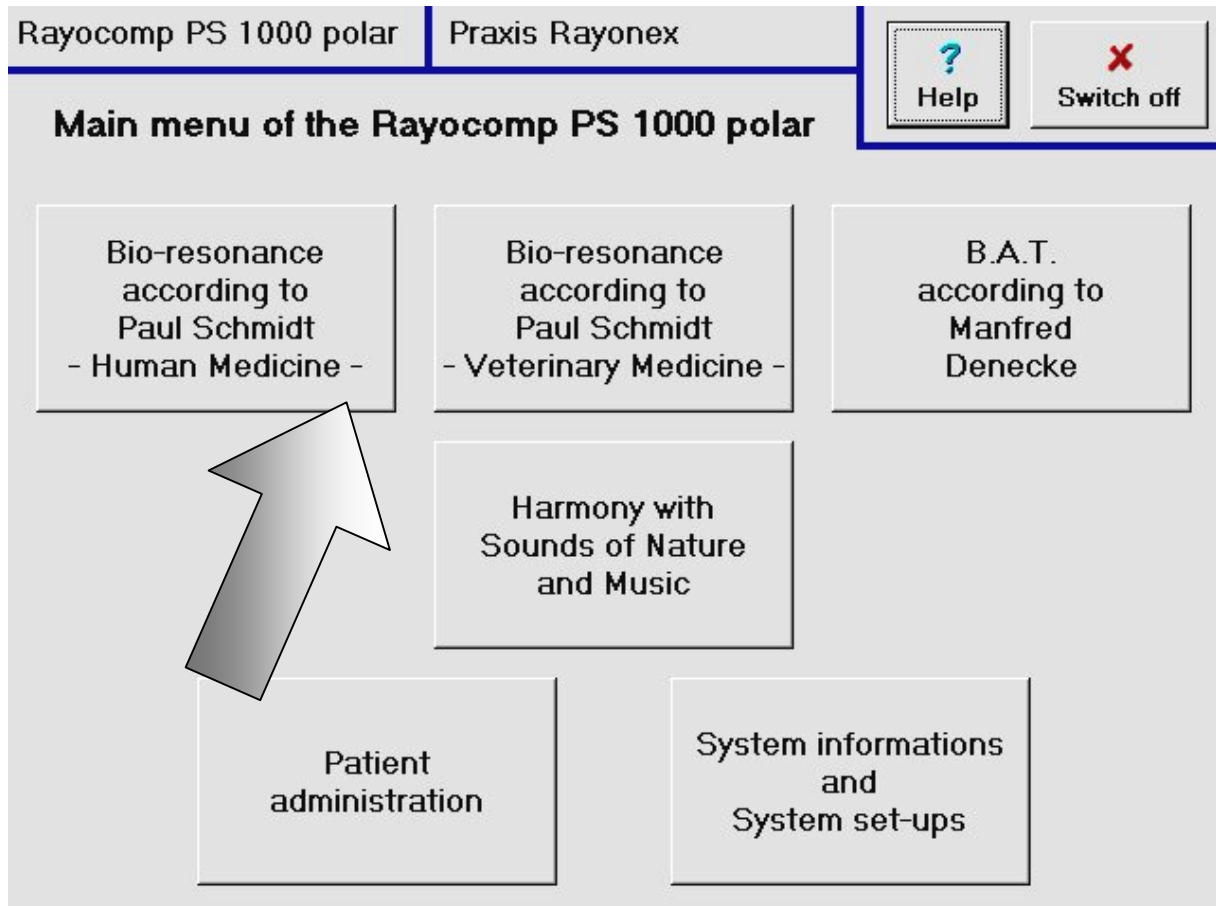 Rayocomp PS 1000 polar
Praxis Rayonex
?
Help
X
Switch off
Main menu of the Rayocomp PS 1000 polar
Bio-resonance
according to
Paul Schmidt
- Human Medicine -
Bio-resonance
according to
Paul Schmidt
- Veterinary Medicine -
B.A.T.
according to
Manfred
Denecke
Harmony with
Sounds of Nature
and Music
Patient
administration
System informations
and
System set-ups